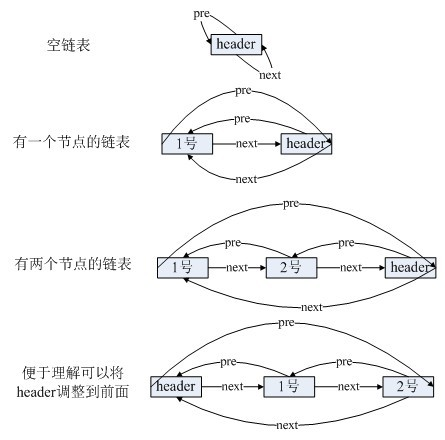 pre
空链表
header
next
pre
pre
有一个节点的链表
1号
next
header
next
pre
pre
pre
有两个节点的链表
1号
next
2号
next
header
next
pre
便于理解可以将
header调整到前面
pre
pre
header
next
1号
next
2号
next